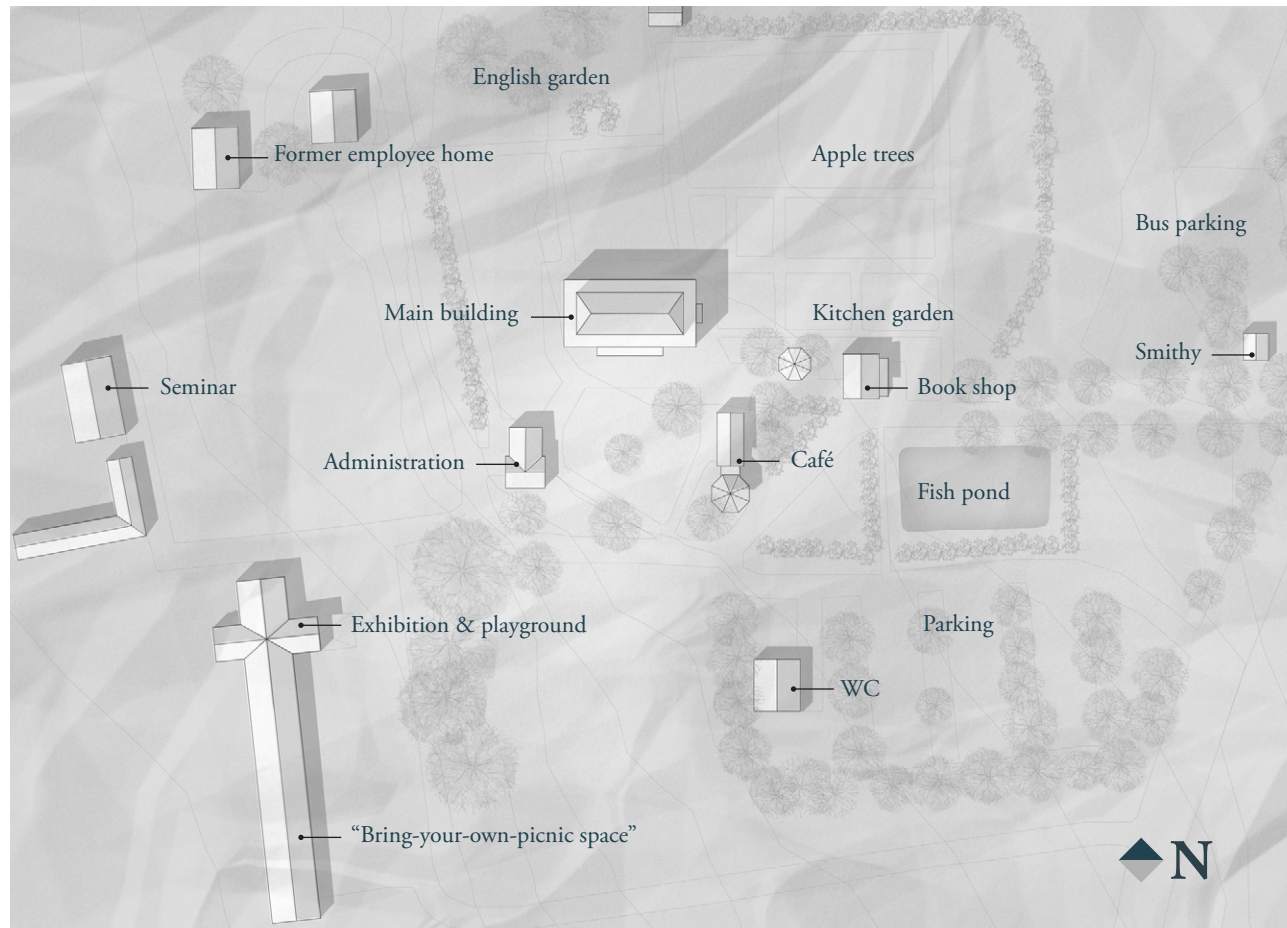 English garden
Former employee home
Apple trees
Bus parking
Main building
Kitchen garden
Smithy
Seminar
Book shop
Administration
Café
Fish pond
Exhibition & playground
Parking
WC
“Bring-your-own-picnic space”
N